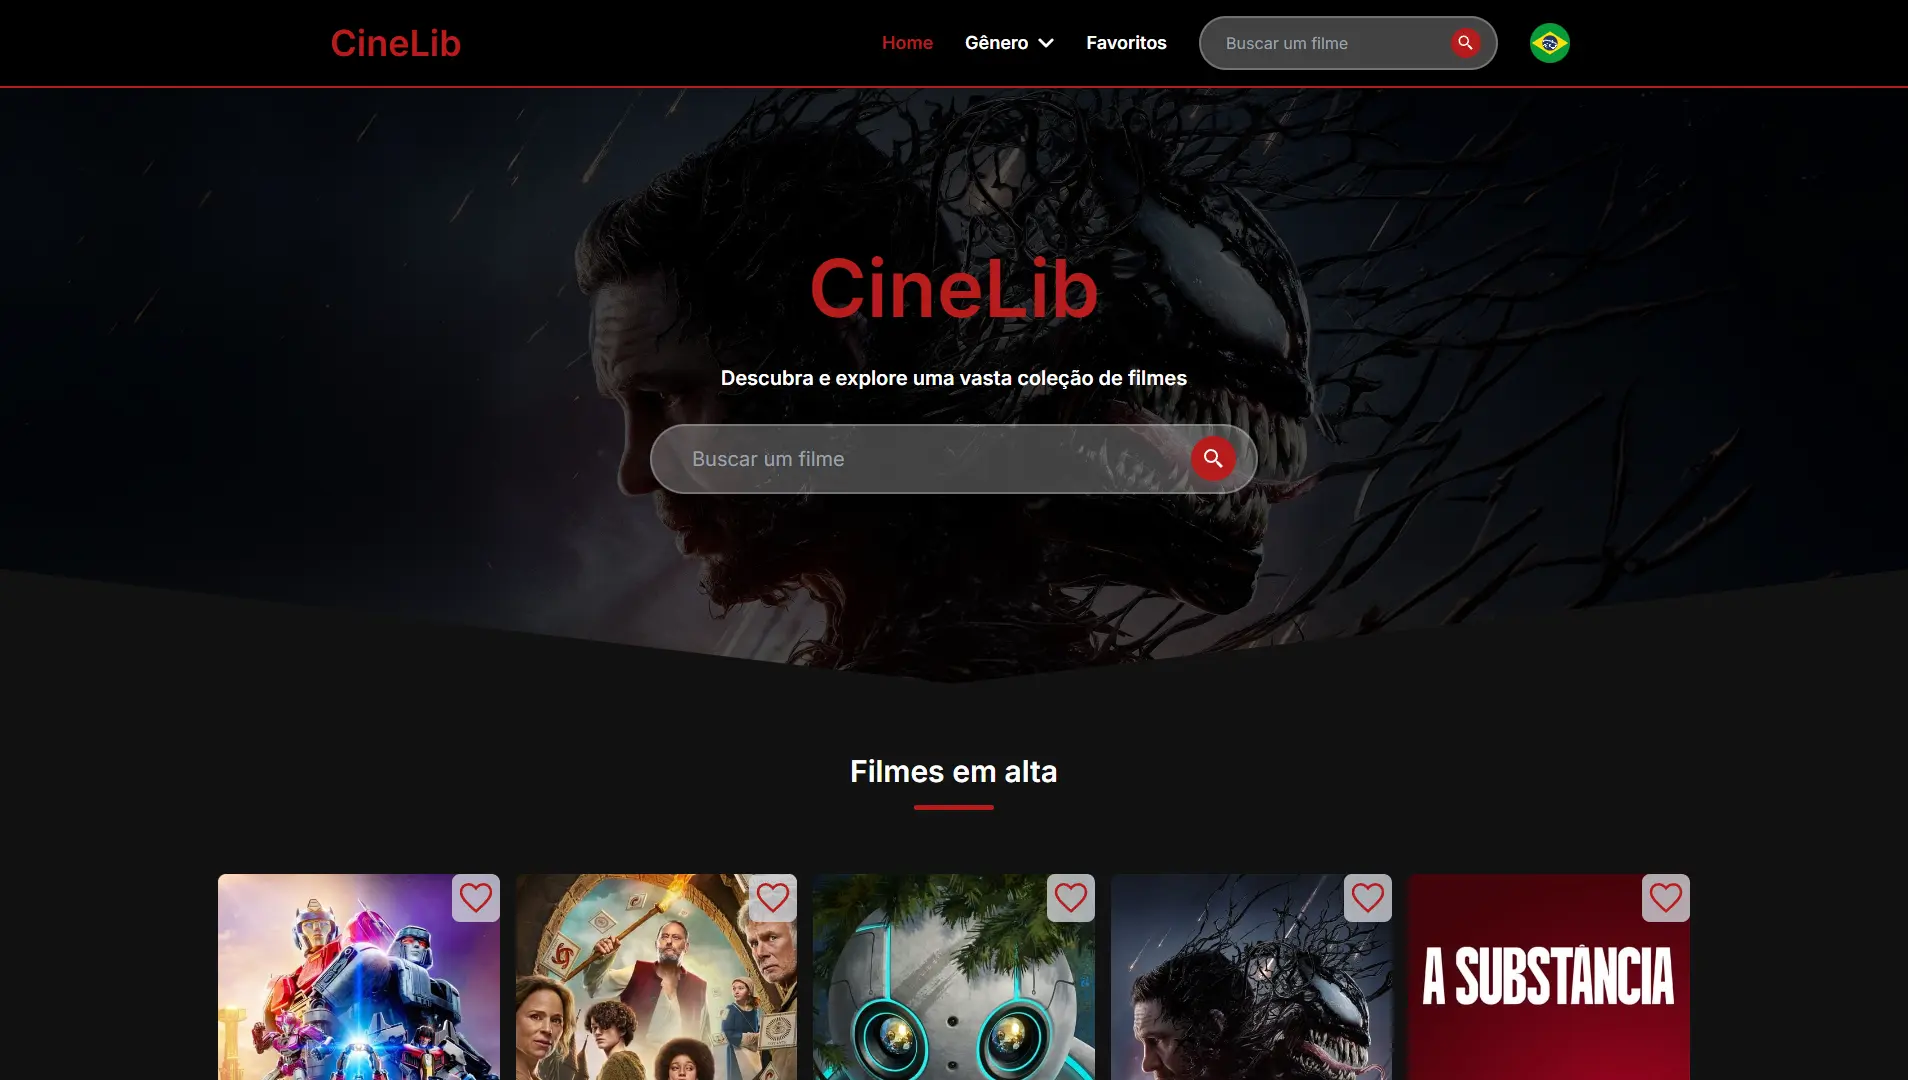 CineLib
Home
Gênero
Favoritos
Buscar um filme
CineLib
Descubra e explore uma vasta coleção de filmes
Buscar um filme
Filmes em alta
A SUBSTÂNCIA